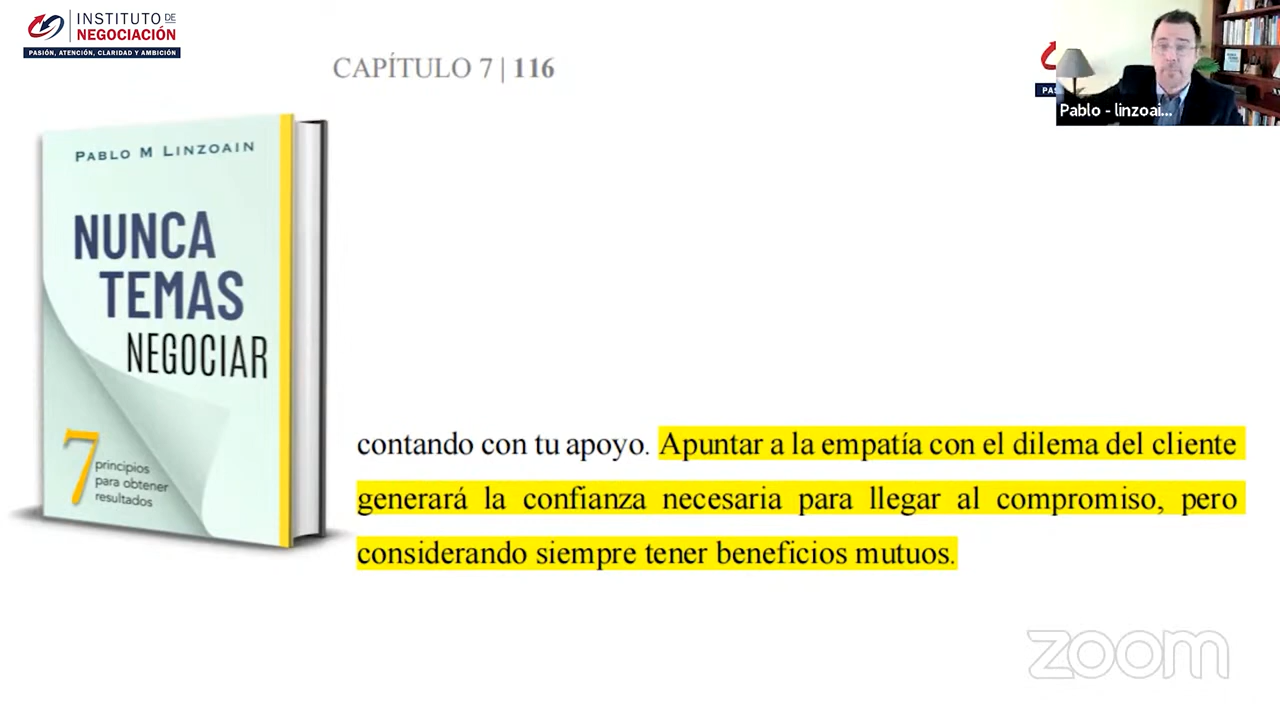 INSTITUTO DE
NEGOCIACIÓN
PASIÓN, ATENCIÓN, CLARIDAD Y AMBICIÓN
CAPÍTULO 7 | 116
PAS
Pablo - linzoai...
PABLO M LINZOAIN
NUNCA
TEMAS
NEGOCIAR
7 principios
para obtener
resultados
contando con tu apoyo. Apuntar a la empatía con el dilema del cliente
generará la confianza necesaria para llegar al compromiso, pero
considerando siempre tener beneficios mutuos.
zoom